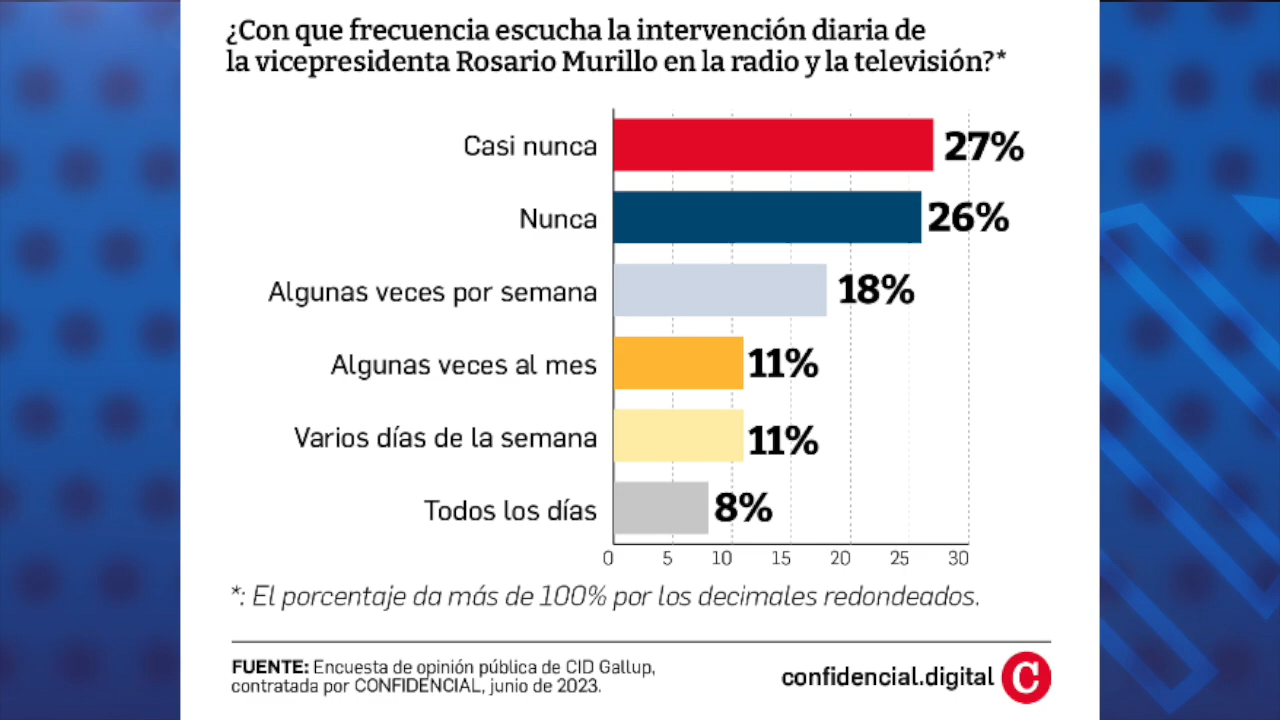 ¿Con que frecuencia escucha la intervención diaria de
la vicepresidenta Rosario Murillo en la radio y la televisión?*
Casi nunca 27%
Nunca 26%
Algunas veces por semana 18%
Algunas veces al mes 11%
Varios días de la semana 11%
Todos los días 8%
0 5 10 15 20 25 30
*: El porcentaje da más de 100% por los decimales redondeados.
FUENTE: Encuesta de opinión pública de CID Gallup,
contratada por CONFIDENCIAL, junio de 2023.
confidencial.digital C